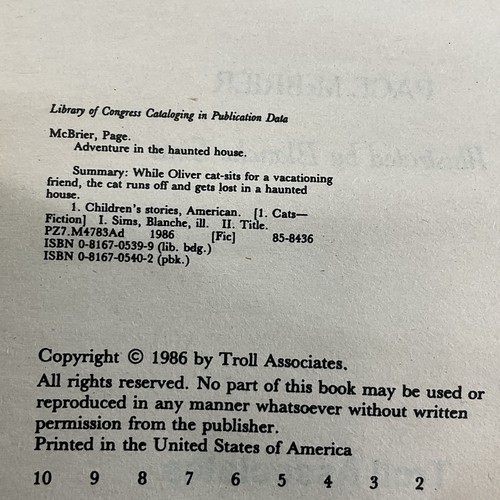 Library of Congress Cataloging in Publication Data
McBrier, Page.
Adventure in the haunted house.
Summary: While Oliver cat-sits for a vacationing
friend, the cat runs off and gets lost in a haunted
house.
1. Children's stories, American. [1. Cats—
Fiction] I. Sims, Blanche, ill. II. Title.
PZ7.M4783Ad 1986 [Fic] 85-8436
ISBN 0-8167-0539-9 (lib. bdg.)
ISBN 0-8167-0540-2 (pbk.)
Copyright © 1986 by Troll Associates.
All rights reserved. No part of this book may be used or
reproduced in any manner whatsoever without written
permission from the publisher.
Printed in the United States of America
10 9 8 7 6 5 4 3 2